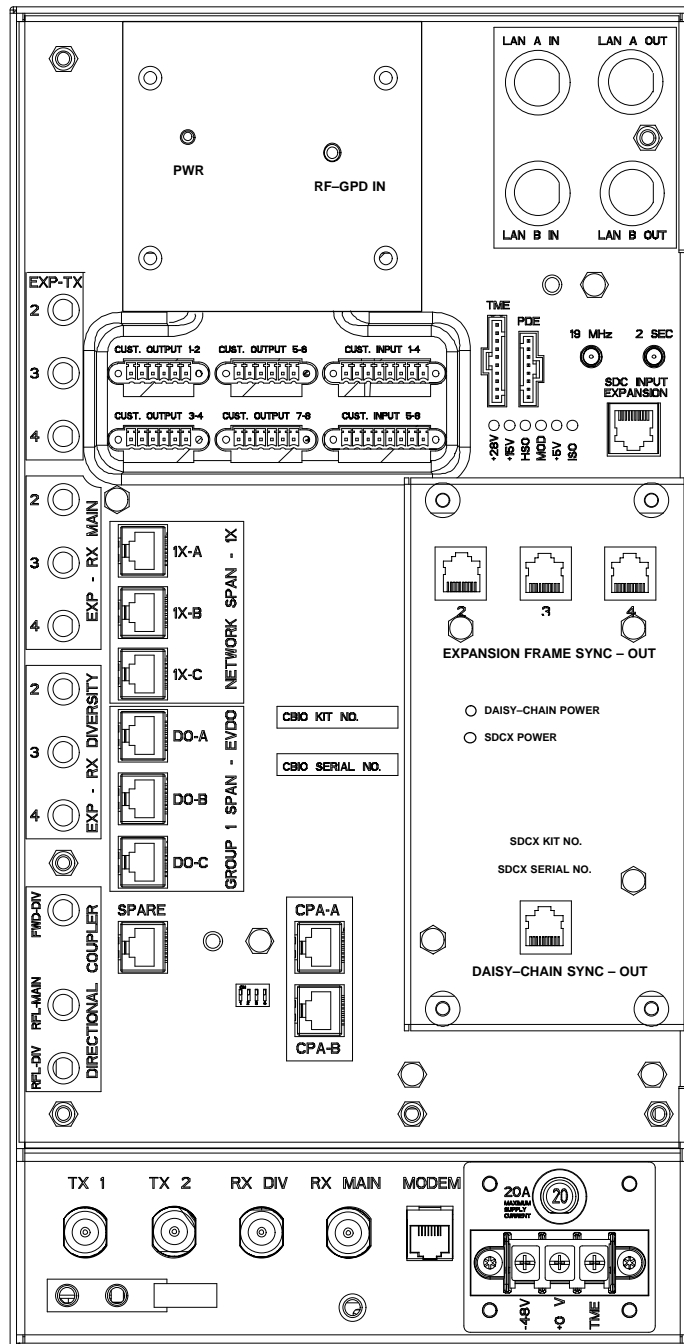 LAN A IN
LAN A OUT
PWR
RF–GPD IN
LAN B IN
LAN B OUT
EXP-TX
2
3
4
TME
PDE
19 MHz
2 SEC
CUST. OUTPUT 1-2
CUST. OUTPUT 5-6
CUST. INPUT 1-4
SDC INPUT
EXPANSION
CUST. OUTPUT 3-4
CUST. OUTPUT 7-8
CUST. INPUT 5-8
+28V
+15V
HSO
MOD
+5V
ISO
EXP - RX MAIN
2
3
4
1X-A
1X-B
1X-C
NETWORK SPAN - 1X
2
3
4
EXPANSION FRAME SYNC – OUT
EXP - RX DIVERSITY
2
3
4
DO-A
DO-B
DO-C
GROUP 1 SPAN - EVDO
CBIO KIT NO.
CBIO SERIAL NO.
DAISY–CHAIN POWER
SDCX POWER
SDCX KIT NO.
SDCX SERIAL NO.
DAISY–CHAIN SYNC – OUT
FWD-DIV
RFL-MAIN
RFL-DIV
DIRECTIONAL COUPLER
SPARE
CPA-A
CPA-B
TX 1
TX 2
RX DIV
RX MAIN
MODEM
20A
MAXIMUM
SUPPLY
CURRENT
20
-48V
+0 V
TME